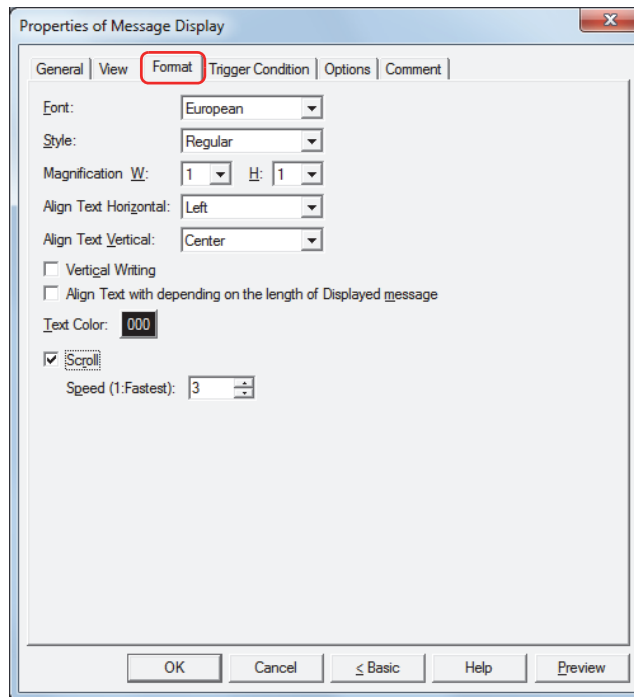 Properties of Message Display
x
General View Format Trigger Condition Options Comment
Font: European
Style: Regular
Magnification W: 1 H: 1
Align Text Horizontal: Left
Align Text Vertical: Center
Vertical Writing
Align Text with depending on the length of Displayed message
Text Color: 000
Scroll
Speed (1:Fastest): 3
OK Cancel < Basic Help Preview